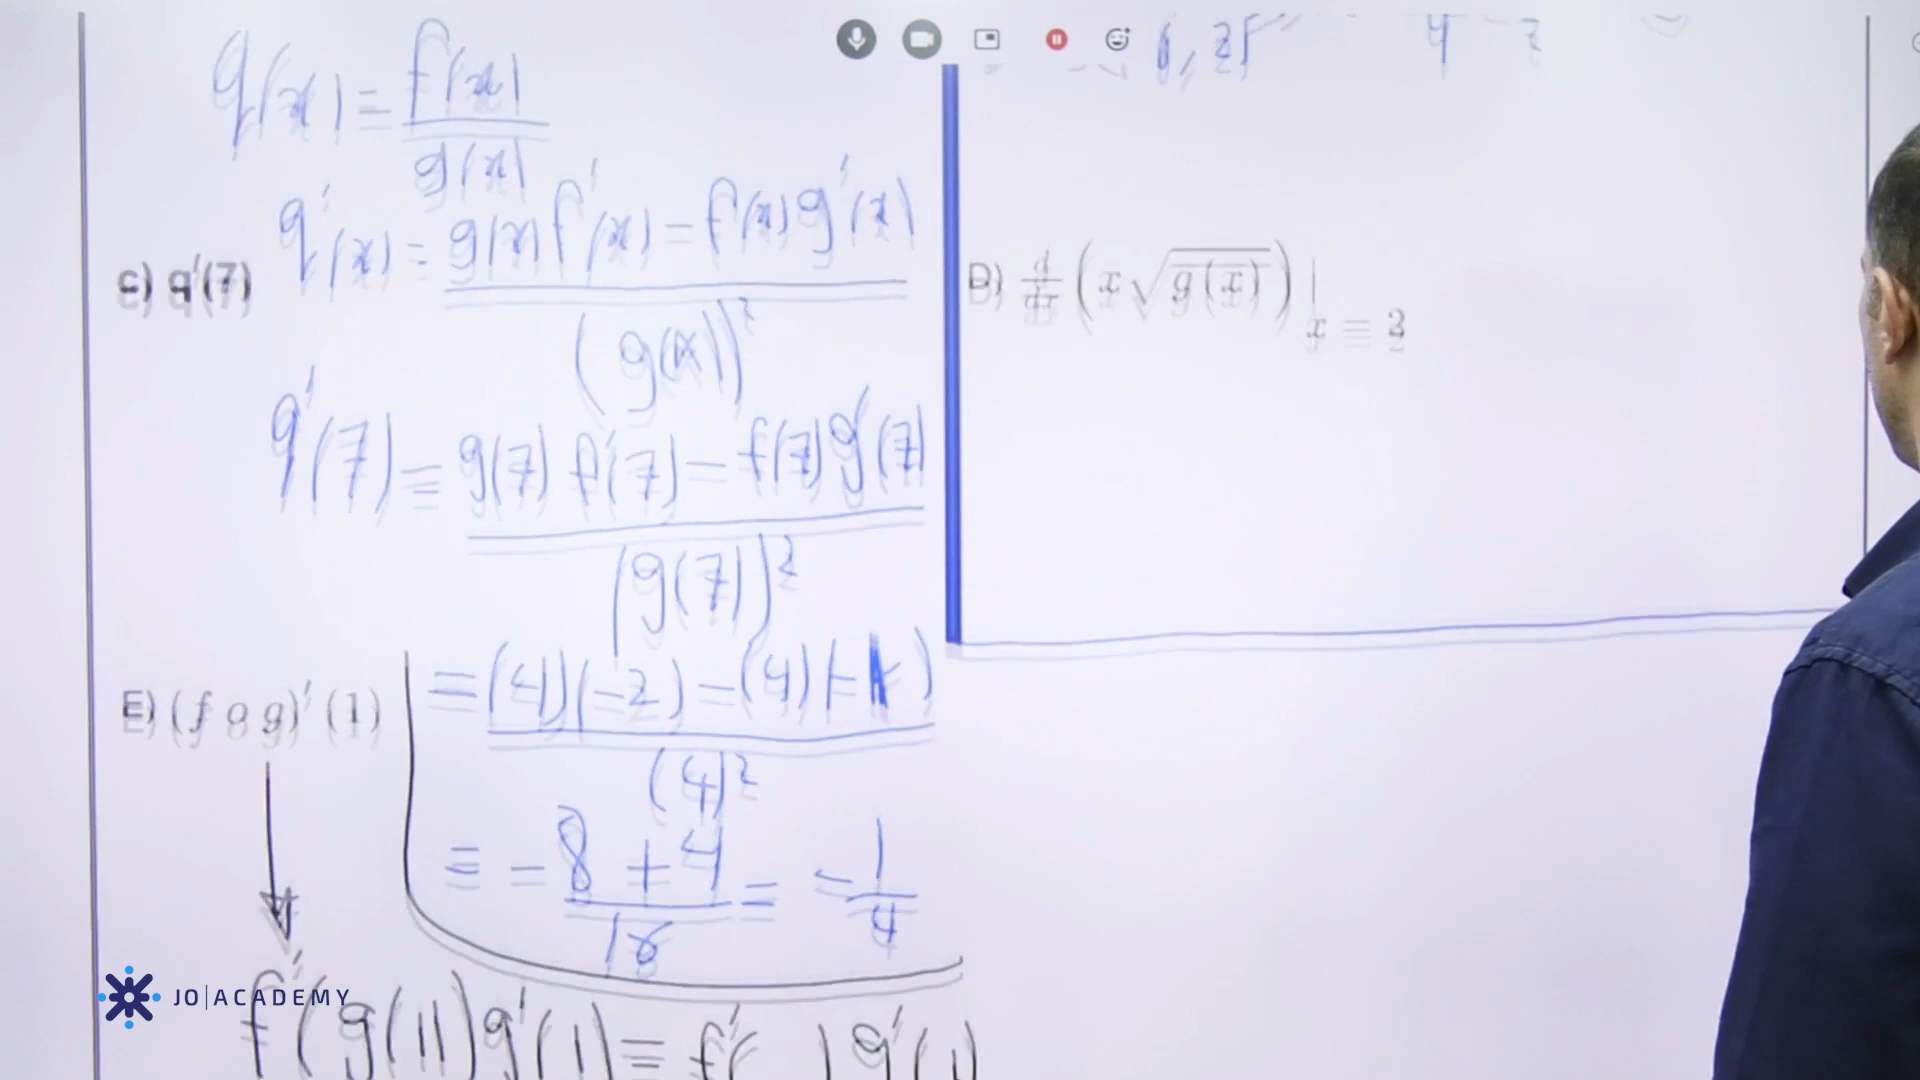 q(x) = f(x) / g(x)
c) q'(7)
q'(x) = g(x) f'(x) - f(x) g'(x) / (g(x))²
q'(7) = g(7) f'(7) - f(7) g'(7) / (g(7))²
= (4)(-2) - (4)(-1) / (4)²
= -8 + 4 / 16 = -1/4
E) (f o g)' (1)
f'(g(1)) g'(1) = f'( ) g'(1)
D) d/dx (x √g(x)) | x = 2
JO|ACADEMY